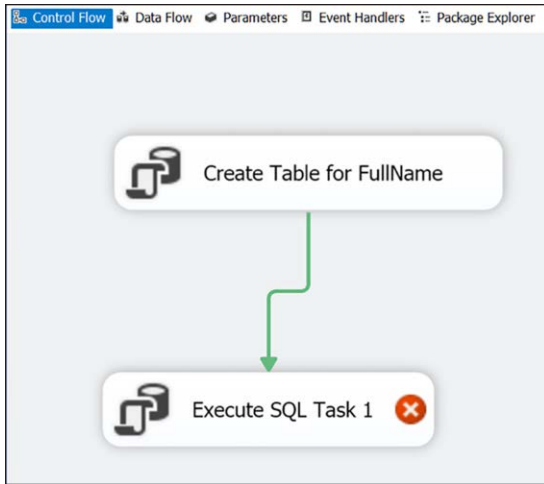 Control Flow Data Flow Parameters Event Handlers Package Explorer
Create Table for FullName
Execute SQL Task 1